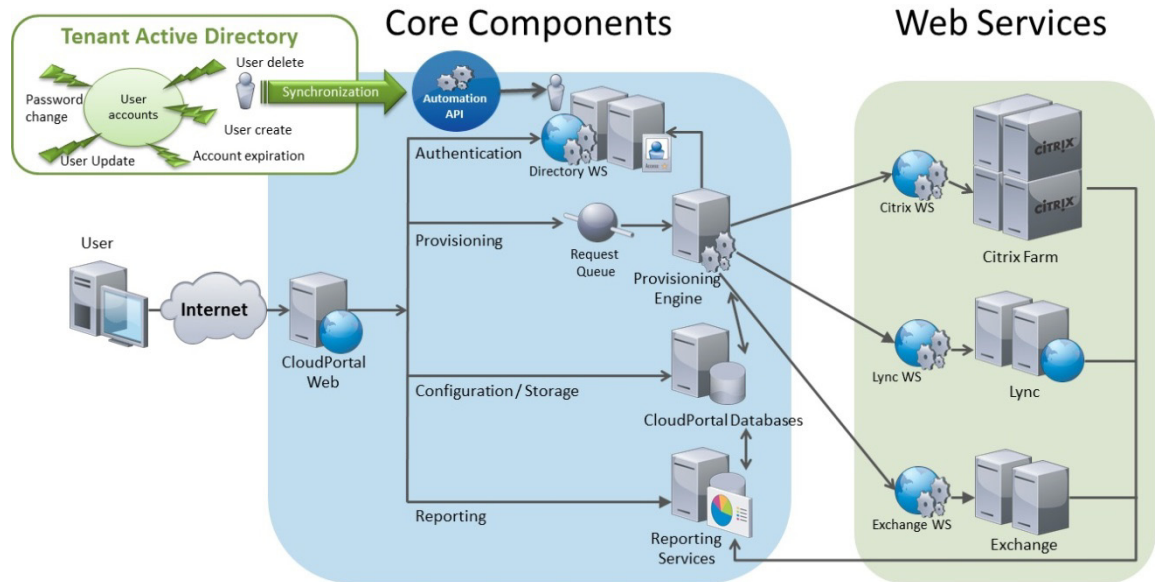 Core Components
Web Services
Tenant Active Directory
User delete
Password
change
User
accounts
User create
User Update
Account expiration
Synchronization
Automation
API
Authentication
Directory WS
Provisioning
Request
Queue
Provisioning
Engine
User
Internet
CloudPortal
Web
Configuration / Storage
CloudPortal Databases
Reporting
Reporting
Services
Citrix WS
CITRIX
CITRIX
Citrix Farm
Lync WS
Lync
Exchange WS
Exchange